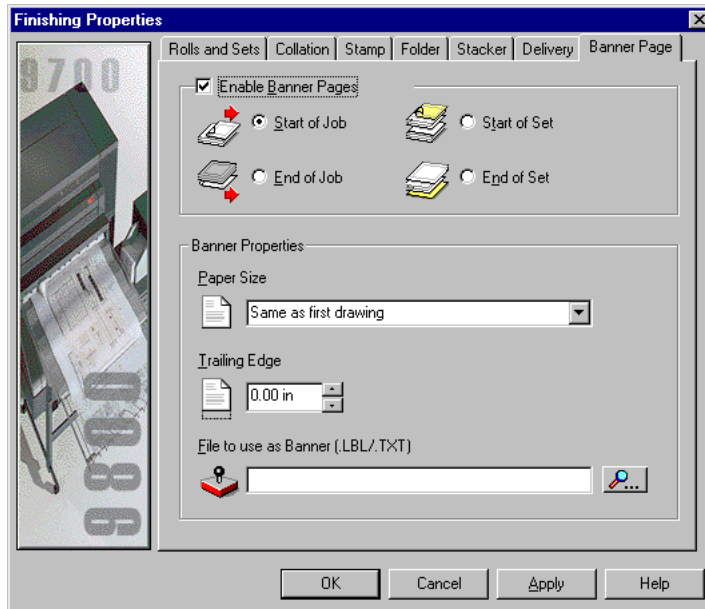 Finishing Properties
Rolls and Sets Collation Stamp Folder Stacker Delivery Banner Page
9700
Enable Banner Pages
Start of Job Start of Set
End of Job End of Set
Banner Properties
Paper Size
Same as first drawing
Trailing Edge
0.00 in
File to use as Banner (.LBL/.TXT)
...
9800
OK Cancel Apply Help